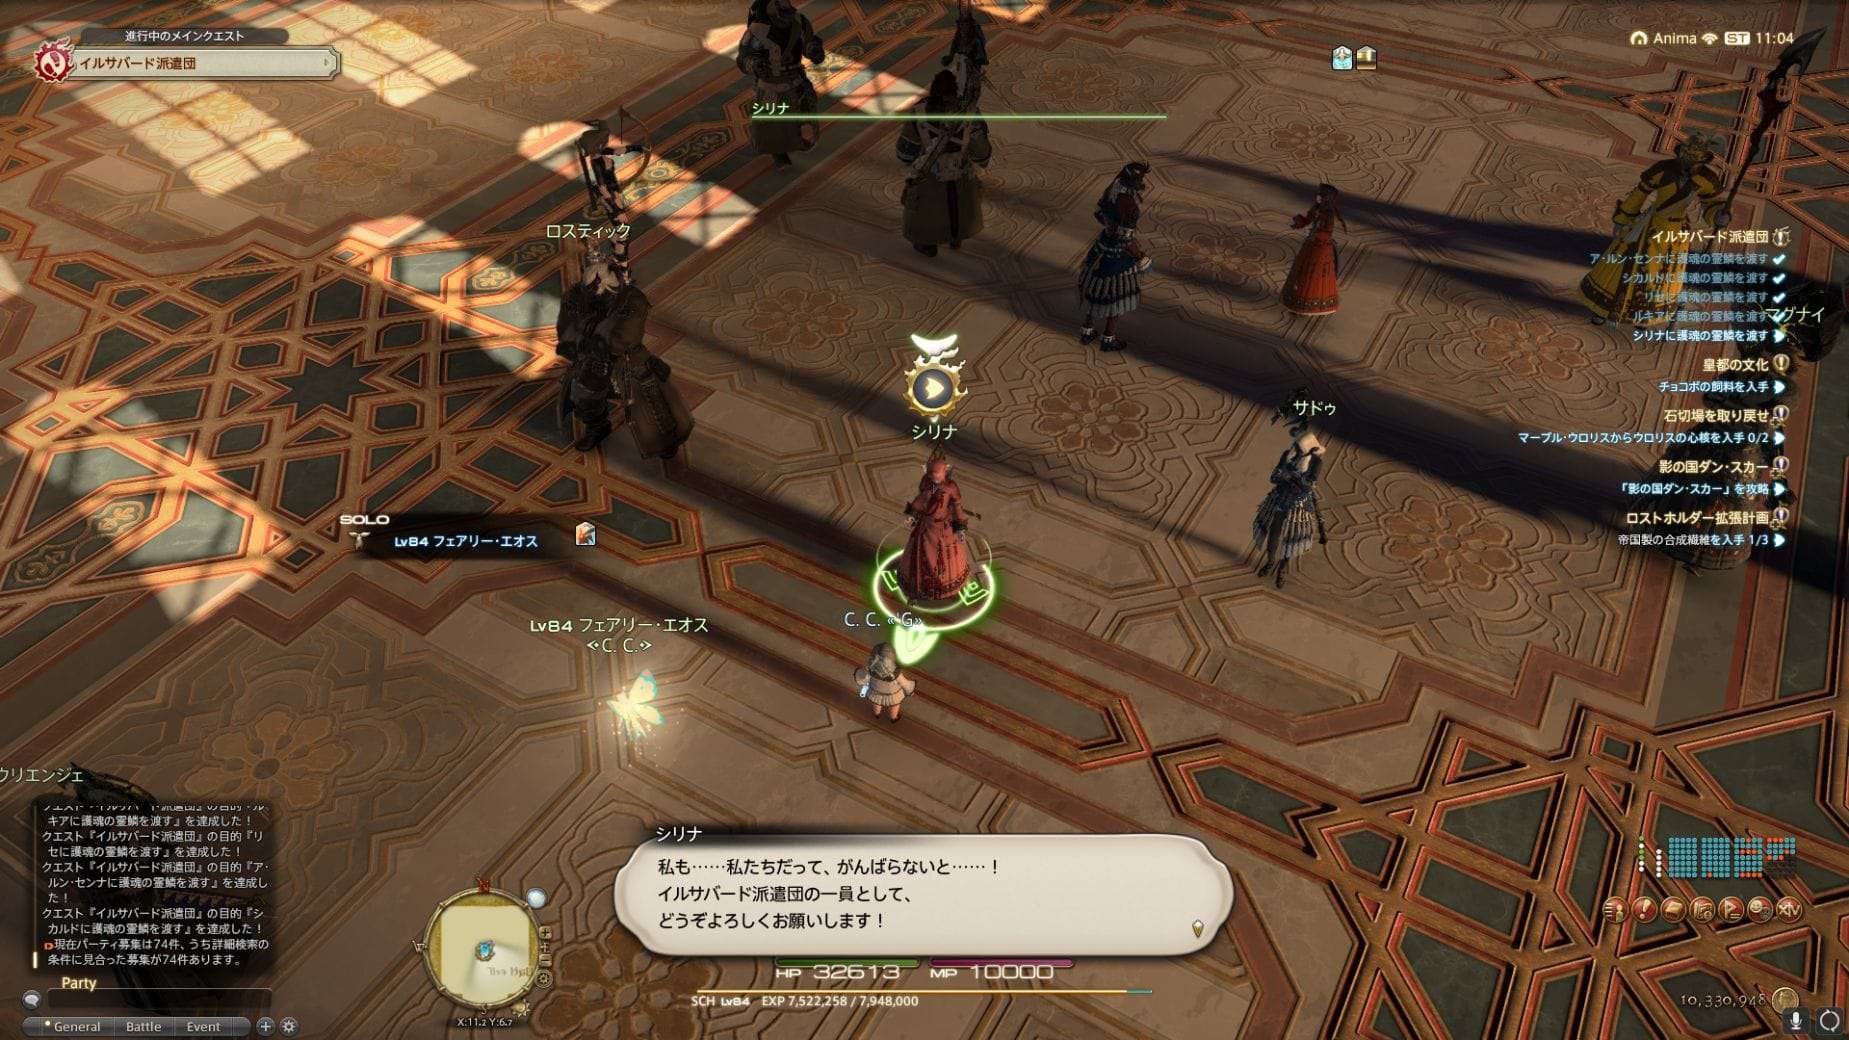 進行中のメインクエスト
イルサバード派遣団
Anima ST 11:04
シリナ
ロスティック
イルサバード派遣団
ア・ルン・センナに護魂の霊鱗を渡す
シカルドに護魂の霊鱗を渡す
リセに護魂の霊鱗を渡す
ルキアに護魂の霊鱗を渡す
マグナイ
シリナに護魂の霊鱗を渡す
皇都の文化
チョコボの飼料を入手
石切場を取り戻せ
マーブル・ウロリスからウロリスの心核を入手 0/2
影の国ダン・スカー
「影の国ダン・スカー」を攻略
ロストホルダー拡張計画
帝国製の合成繊維を入手 1/3
シリナ
サドゥ
SOLO
Lv84 フェアリー・エオス
C. C. «G»
Lv84 フェアリー・エオス
<C. C.>
ウリエンジェ
クエスト『イルサバード派遣団』の目的『ル
キアに護魂の霊鱗を渡す』を達成した！
クエスト『イルサバード派遣団』の目的『リ
セに護魂の霊鱗を渡す』を達成した！
クエスト『イルサバード派遣団』の目的『ア・
ルン・センナに護魂の霊鱗を渡す』を達成し
た！
クエスト『イルサバード派遣団』の目的『シ
カルドに護魂の霊鱗を渡す』を達成した！
現在パーティ募集は74件、うち詳細検索の
条件に見合った募集が74件あります。
Party
General Battle Event
X:11.2 Y:6.7
シリナ
私も……私たちだって、がんばらないと……！
イルサバード派遣団の一員として、
どうぞよろしくお願いします！
HP 32613 MP 10000
SCH Lv84 EXP 7,522,258 / 7,948,000
10,330,948